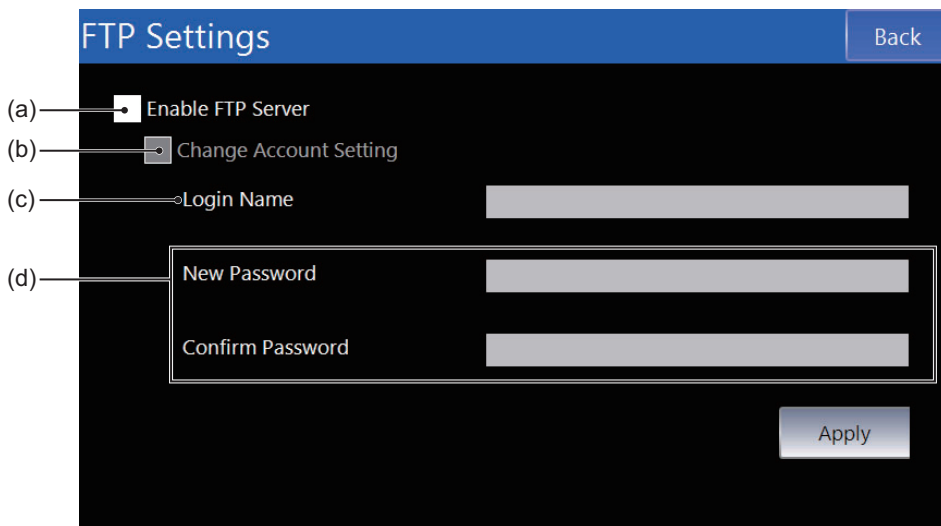 FTP Settings
Back
(a) Enable FTP Server
(b) Change Account Setting
(c) Login Name
(d) New Password
Confirm Password
Apply